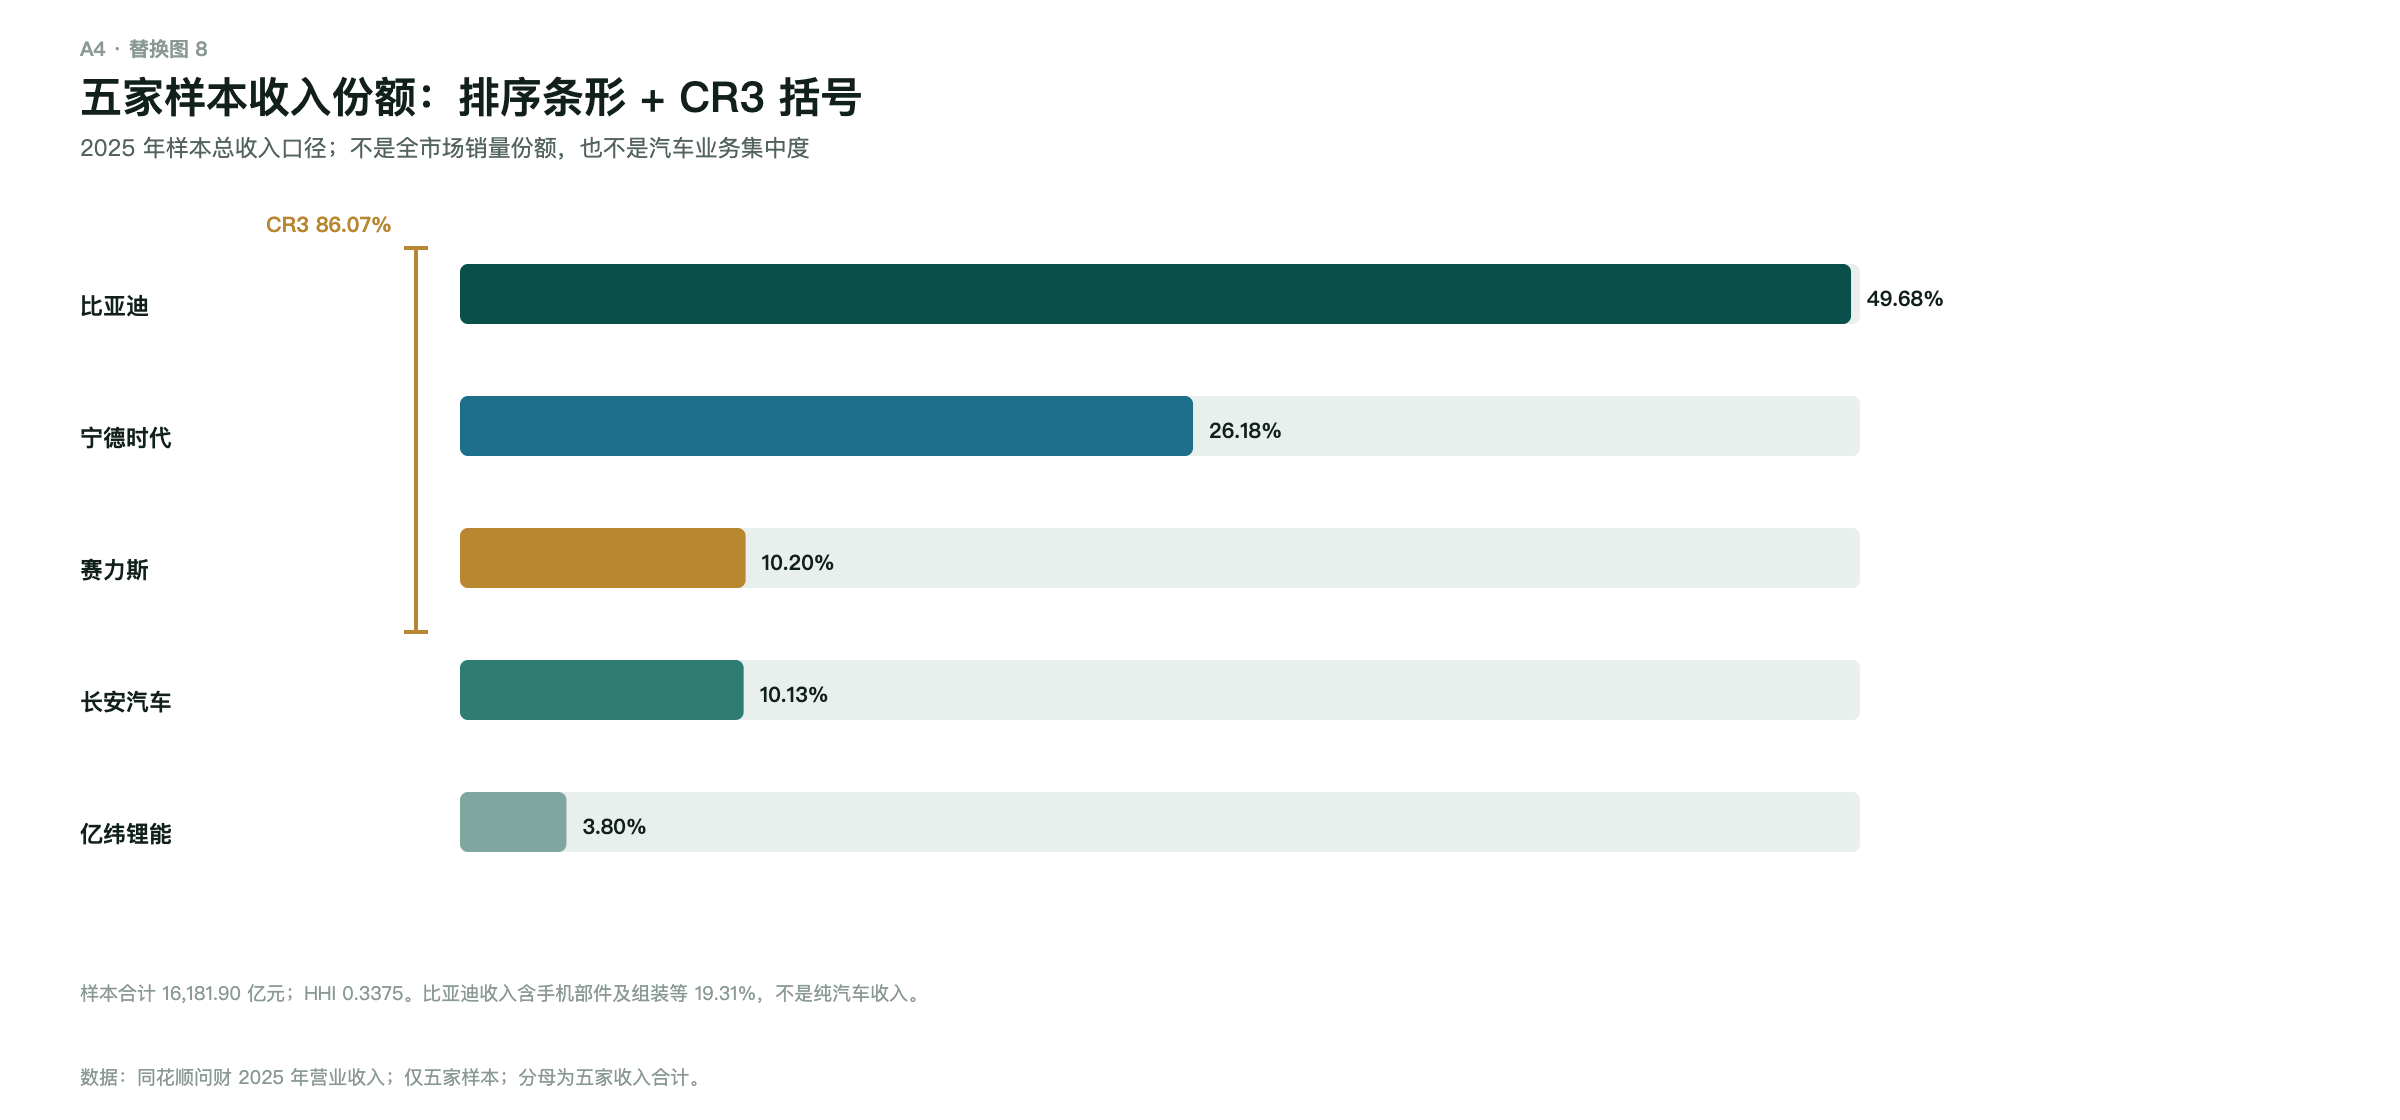 A4 · 替换图 8
五家样本收入份额：排序条形 + CR3 括号
2025 年样本总收入口径；不是全市场销量份额，也不是汽车业务集中度
CR3 86.07%
比亚迪
49.68%
宁德时代
26.18%
赛力斯
10.20%
长安汽车
10.13%
亿纬锂能
3.80%
样本合计 16,181.90 亿元；HHI 0.3375。比亚迪收入含手机部件及组装等 19.31%，不是纯汽车收入。
数据：同花顺问财 2025 年营业收入；仅五家样本；分母为五家收入合计。